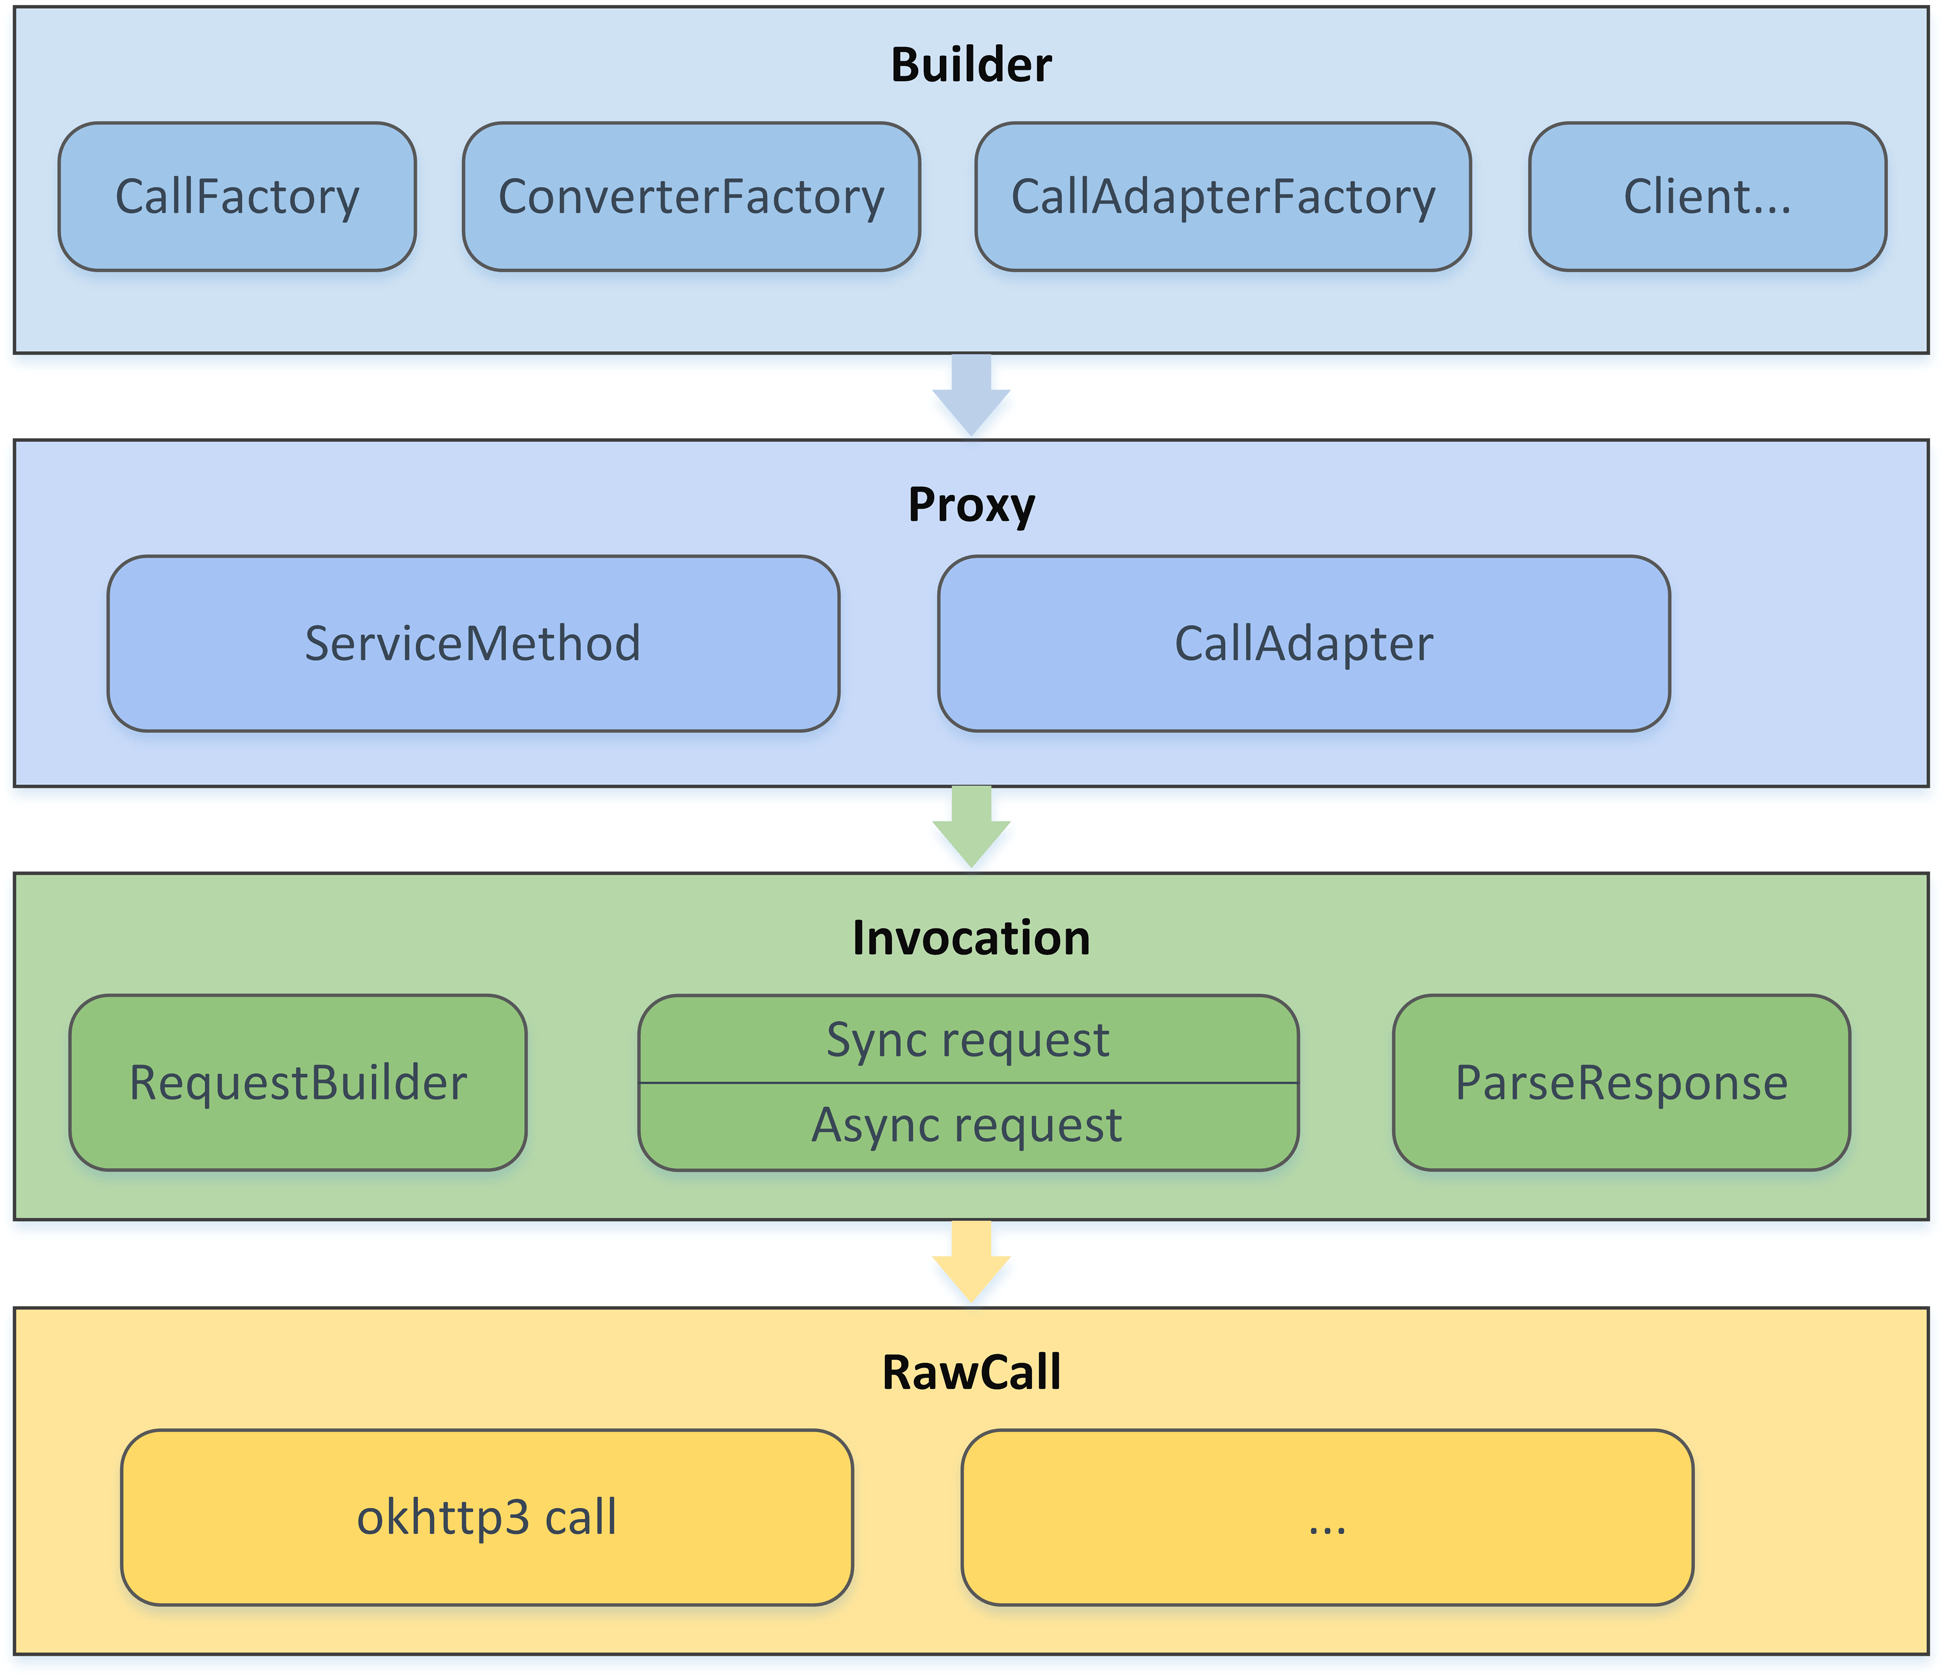 Builder
CallFactory
ConverterFactory
CallAdapterFactory
Client...
Proxy
ServiceMethod
CallAdapter
Invocation
RequestBuilder
Sync request
Async request
ParseResponse
RawCall
okhttp3 call
...